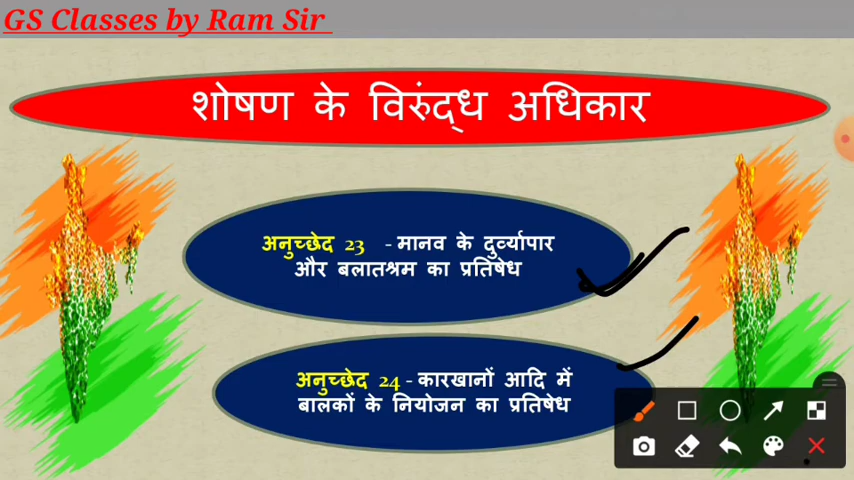 GS Classes by Ram Sir
शोषण के विरुंद्ध अधिकार
अनुच्छेद 23 - मानव के दुर्व्यापार
और बलातश्रम का प्रतिषेध
अनुच्छेद 24 - कारखानों आदि में
बालकों के नियोजन का प्रतिषेध